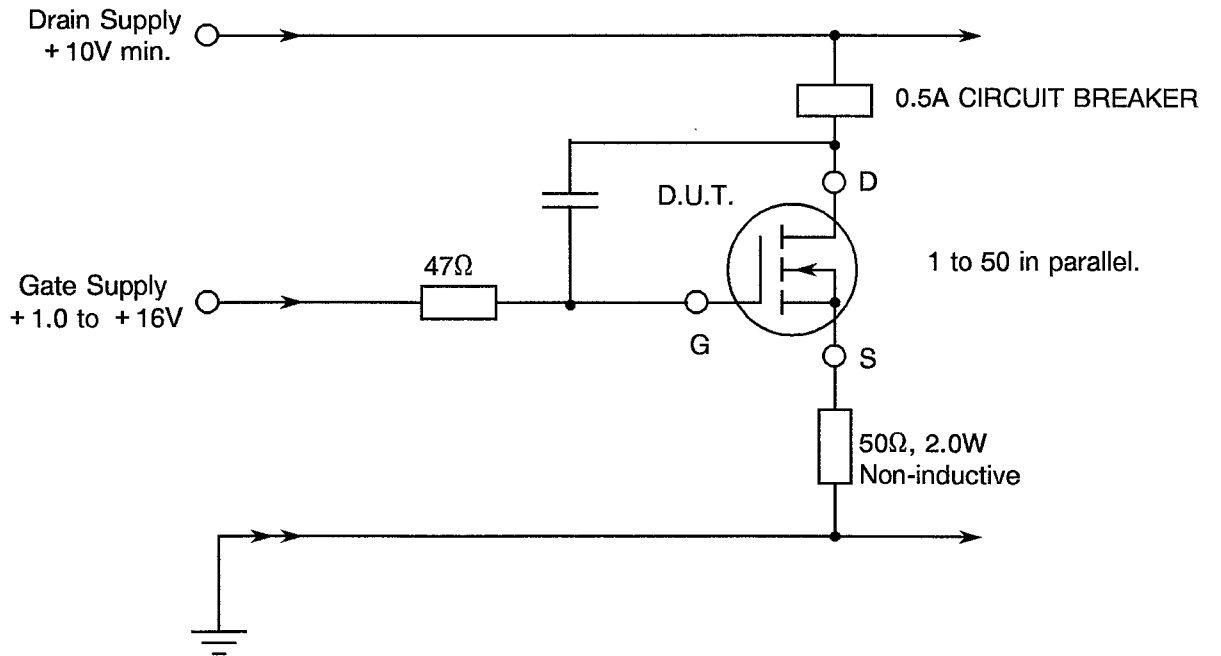 Drain Supply
+ 10V min.
0.5A CIRCUIT BREAKER
D
D.U.T.
1 to 50 in parallel.
47Ω
Gate Supply
+ 1.0 to + 16V
G
S
50Ω, 2.0W
Non-inductive